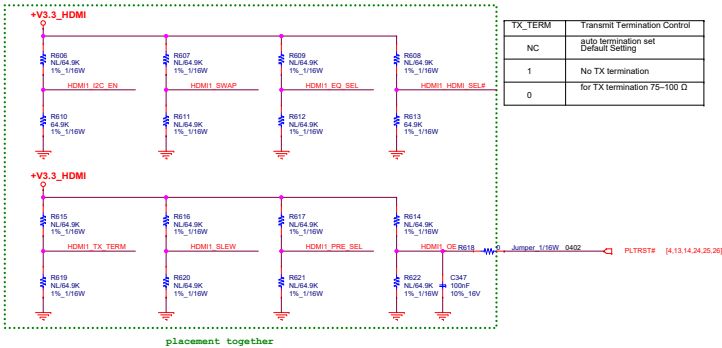 +V3.3_HDMI
R606
NL/64.9K
1%_1/16W
R607
NL/64.9K
1%_1/16W
R609
NL/64.9K
1%_1/16W
R608
NL/64.9K
1%_1/16W
HDMI1_I2C_EN
HDMI1_SWAP
HDMI1_EQ_SEL
HDMI1_HDMI_SEL#
R610
64.9K
1%_1/16W
R611
NL/64.9K
1%_1/16W
R612
NL/64.9K
1%_1/16W
R613
64.9K
1%_1/16W
TX_TERM Transmit Termination Control
NC auto termination set
Default Setting
1 No TX termination
0 for TX termination 75–100 Ω
+V3.3_HDMI
R615
NL/64.9K
1%_1/16W
R616
NL/64.9K
1%_1/16W
R617
NL/64.9K
1%_1/16W
R614
NL/64.9K
1%_1/16W
HDMI1_TX_TERM
HDMI1_SLEW
HDMI1_PRE_SEL
HDMI1_OE
R618 0 Jumper_1/16W_0402
PLTRST# [4,13,14,24,25,26]
R619
NL/64.9K
1%_1/16W
R620
NL/64.9K
1%_1/16W
R621
NL/64.9K
1%_1/16W
R622
NL/64.9K
1%_1/16W
C347
100nF
10%_16V
placement together